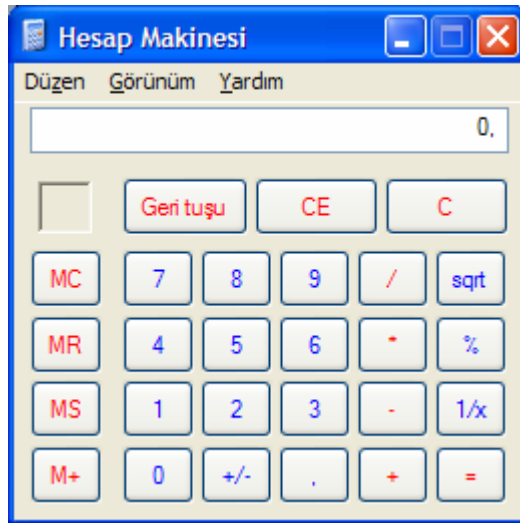 Hesap Makinesi
Düzen Görünüm Yardım
0,
Geri tuşu CE C
MC 7 8 9 / sqrt
MR 4 5 6 * %
MS 1 2 3 - 1/x
M+ 0 +/- , + =